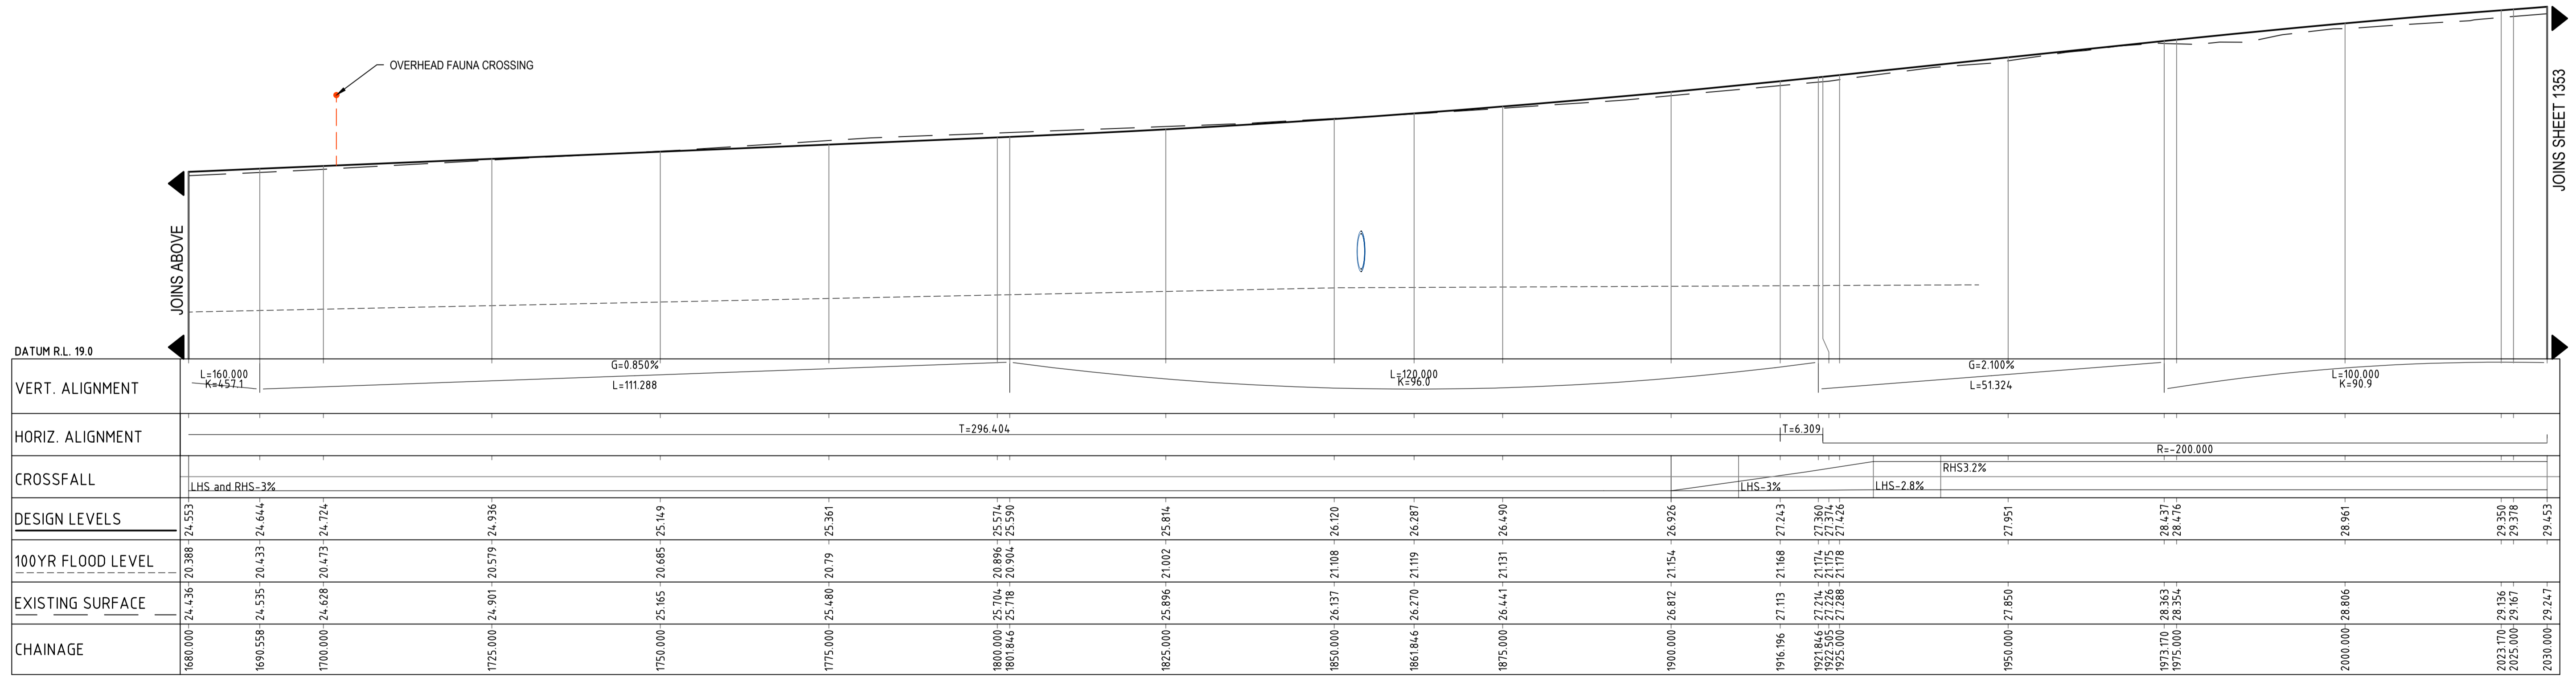 OVERHEAD FAUNA CROSSING
JOINS ABOVE
JOINS SHEET 1353
DATUM R.L. 19.0
VERT. ALIGNMENT
L=160.000
K=457.1
G=0.850%
L=111.288
L=120.000
K=96.0
G=2.100%
L=51.324
L=100.000
K=90.9
HORIZ. ALIGNMENT
T=296.404
T=6.309
R=-200.000
CROSSFALL
LHS and RHS-3%
LHS-3%
LHS-2.8%
RHS3.2%
DESIGN LEVELS
24.553 24.644 24.724 24.936 25.149 25.361 25.574 25.590 25.814 26.120 26.287 26.490 26.926 27.243 27.360 27.374 27.426 27.951 28.437 28.476 28.961 29.350 29.378 29.453
100YR FLOOD LEVEL
20.388 20.433 20.473 20.579 20.685 20.79 20.896 20.904 21.002 21.108 21.119 21.131 21.154 21.168 21.174 21.175 21.178
EXISTING SURFACE
24.436 24.535 24.628 24.901 25.165 25.480 25.704 25.718 25.896 26.137 26.270 26.441 26.812 27.113 27.214 27.226 27.288 27.850 28.363 28.354 28.806 29.136 29.167 29.247
CHAINAGE
1680.000 1690.558 1700.000 1725.000 1750.000 1775.000 1800.000 1801.846 1825.000 1850.000 1861.846 1875.000 1900.000 1916.196 1921.846 1922.505 1925.000 1950.000 1973.170 1975.000 2000.000 2023.170 2025.000 2030.000